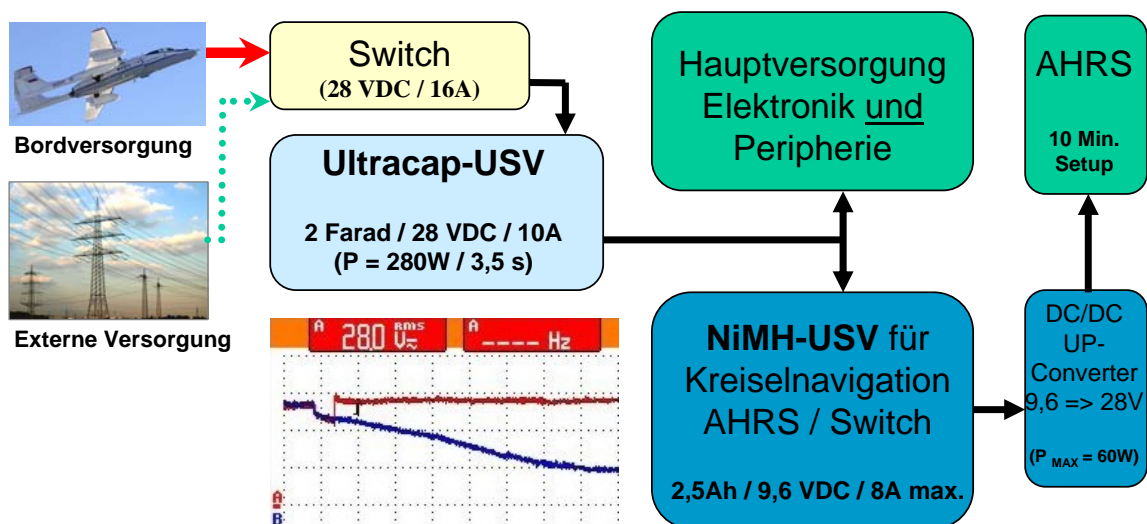 Bordversorgung
Externe Versorgung
Switch
(28 VDC / 16A)
Ultracap-USV
2 Farad / 28 VDC / 10A
(P = 280W / 3,5 s)
A 28.0 rms V≂ A ---- Hz
A
B
Hauptversorgung
Elektronik und
Peripherie
NiMH-USV für
Kreiselnavigation
AHRS / Switch
2,5Ah / 9,6 VDC / 8A max.
AHRS
10 Min.
Setup
DC/DC
UP-
Converter
9,6 => 28V
(P MAX = 60W)